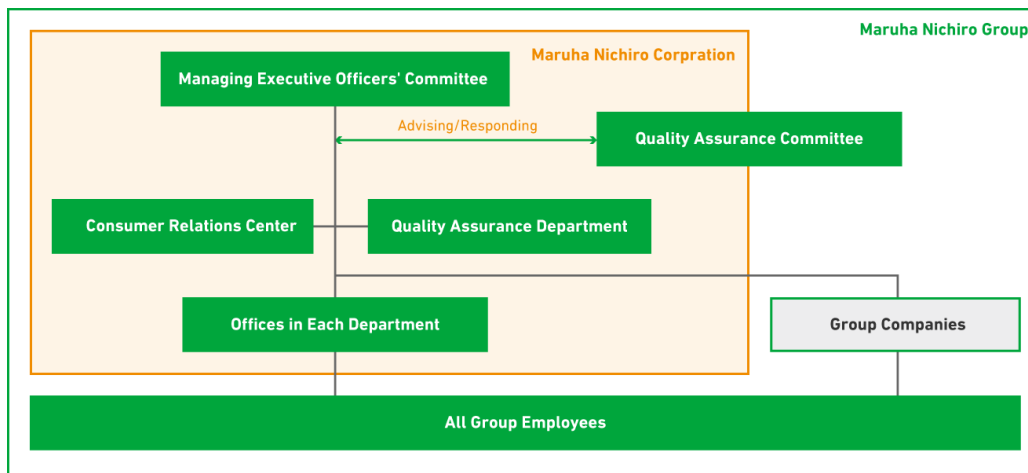 Maruha Nichiro Group
Maruha Nichiro Corpration
Managing Executive Officers' Committee
Advising/Responding
Quality Assurance Committee
Consumer Relations Center
Quality Assurance Department
Offices in Each Department
Group Companies
All Group Employees